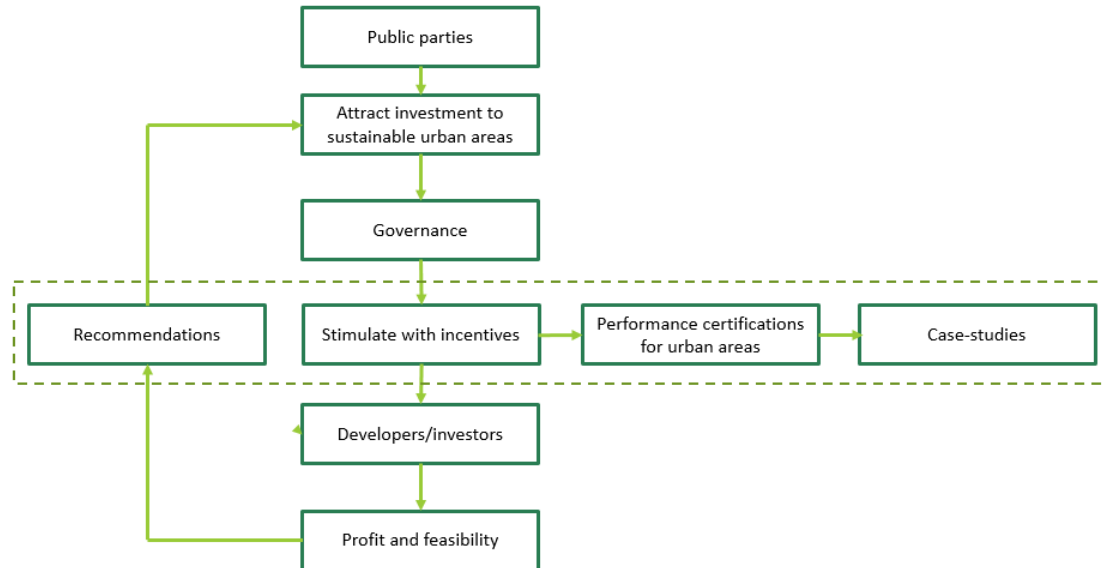 Public parties
Attract investment to
sustainable urban areas
Governance
Recommendations
Stimulate with incentives
Performance certifications
for urban areas
Case-studies
Developers/investors
Profit and feasibility